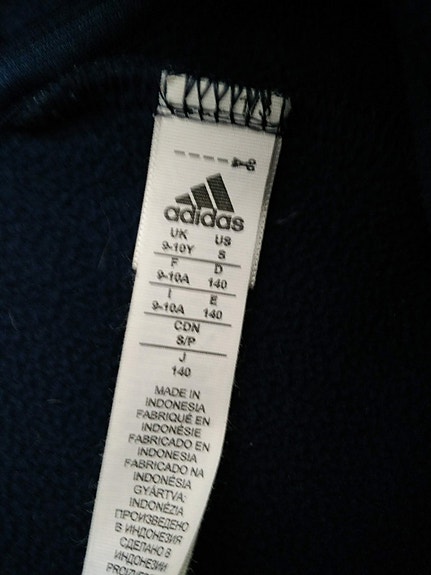 adidas
UK US
9-10Y S
F D
9-10A 140
I E
9-10A 140
CDN
S/P
J
140
MADE IN
INDONESIA
FABRIQUÉ EN
INDONÉSIE
FABRICADO EN
INDONESIA
FABRICADO NA
INDONÉSIA
GYÁRTVA:
INDONÉZIA
ПРОИЗВЕДЕНО
В ИНДОНЕЗИЯ
СДЕЛАНО В
ИНДОНЕЗИИ